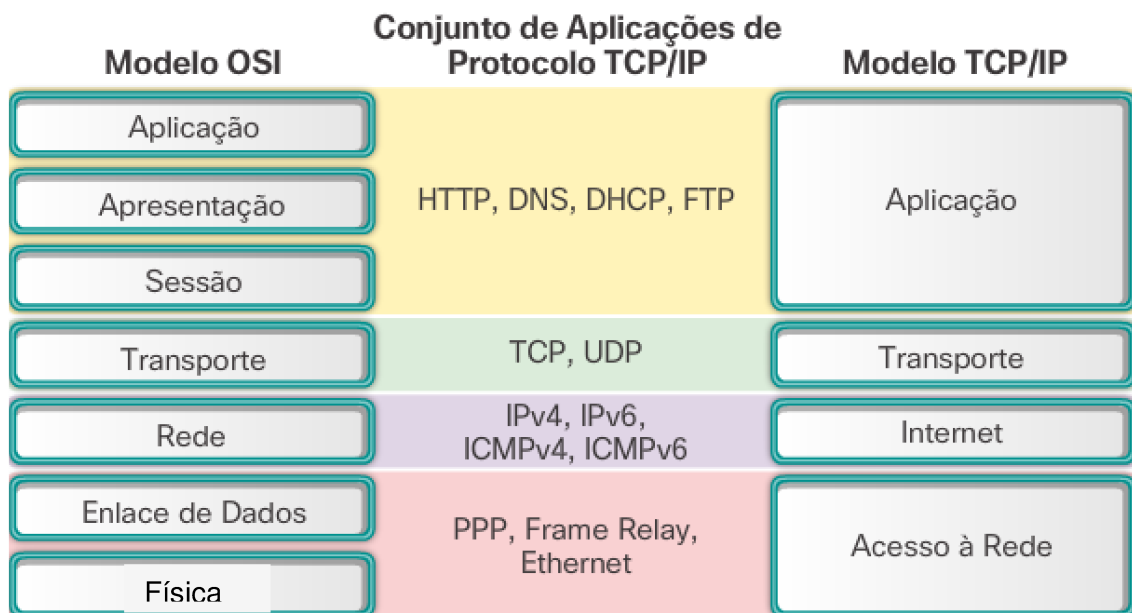 Modelo OSI
Conjunto de Aplicações de
Protocolo TCP/IP
Modelo TCP/IP
Aplicação
Apresentação
Sessão
HTTP, DNS, DHCP, FTP
Aplicação
Transporte
TCP, UDP
Transporte
Rede
IPv4, IPv6,
ICMPv4, ICMPv6
Internet
Enlace de Dados
Física
PPP, Frame Relay,
Ethernet
Acesso à Rede